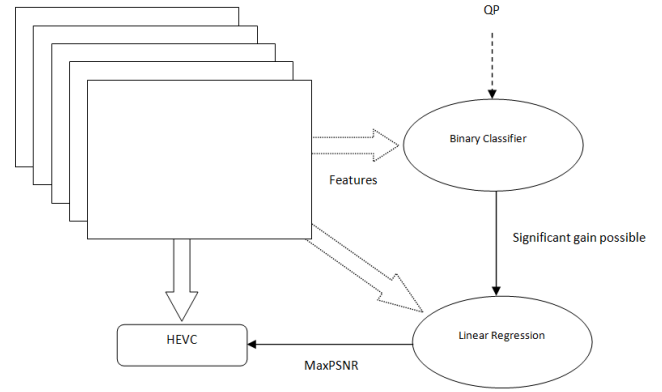 QP
Binary Classifier
Features
Significant gain possible
HEVC
Linear Regression
MaxPSNR